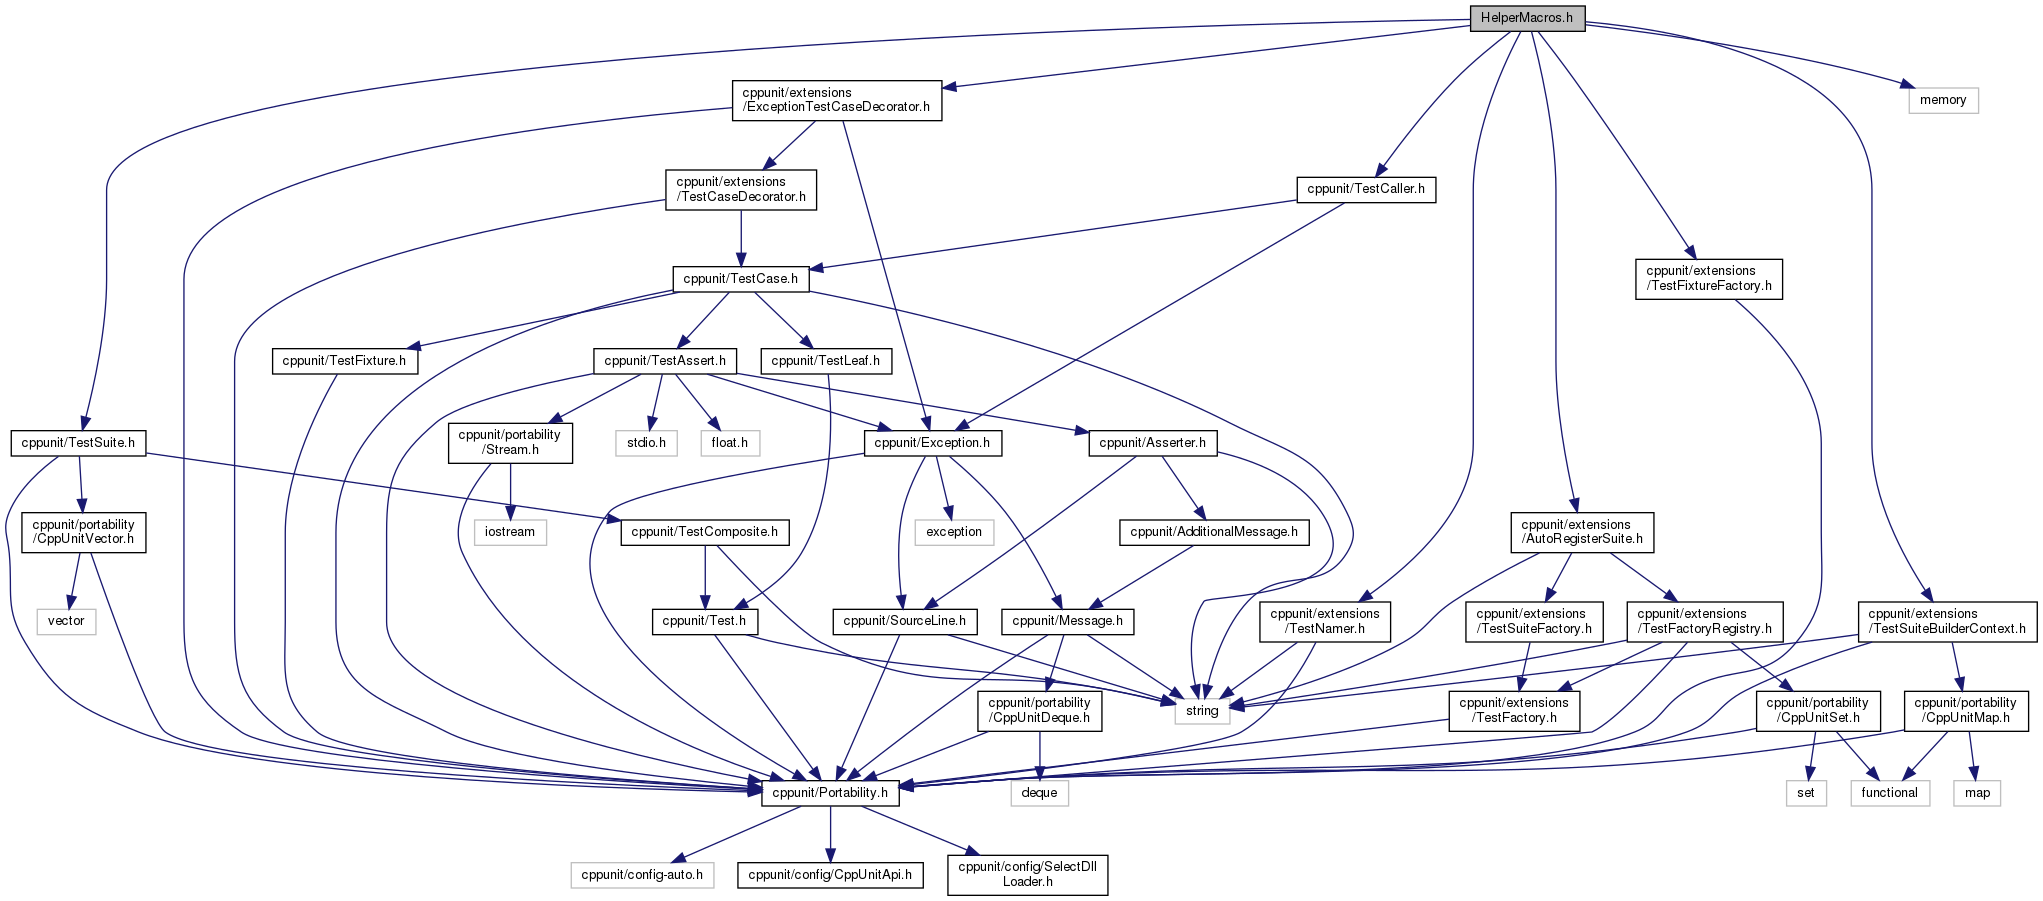 HelperMacros.h
cppunit/extensions
/ExceptionTestCaseDecorator.h
memory
cppunit/extensions
/TestCaseDecorator.h
cppunit/TestCaller.h
cppunit/TestCase.h
cppunit/extensions
/TestFixtureFactory.h
cppunit/TestFixture.h
cppunit/TestAssert.h
cppunit/TestLeaf.h
cppunit/TestSuite.h
cppunit/portability
/Stream.h
stdio.h
float.h
cppunit/Exception.h
cppunit/Asserter.h
cppunit/portability
/CppUnitVector.h
iostream
cppunit/TestComposite.h
exception
cppunit/AdditionalMessage.h
cppunit/extensions
/AutoRegisterSuite.h
vector
cppunit/Test.h
cppunit/SourceLine.h
cppunit/Message.h
cppunit/extensions
/TestNamer.h
cppunit/extensions
/TestSuiteFactory.h
cppunit/extensions
/TestFactoryRegistry.h
cppunit/extensions
/TestSuiteBuilderContext.h
cppunit/portability
/CppUnitDeque.h
string
cppunit/extensions
/TestFactory.h
cppunit/portability
/CppUnitSet.h
cppunit/portability
/CppUnitMap.h
cppunit/Portability.h
deque
set
functional
map
cppunit/config-auto.h
cppunit/config/CppUnitApi.h
cppunit/config/SelectDll
Loader.h